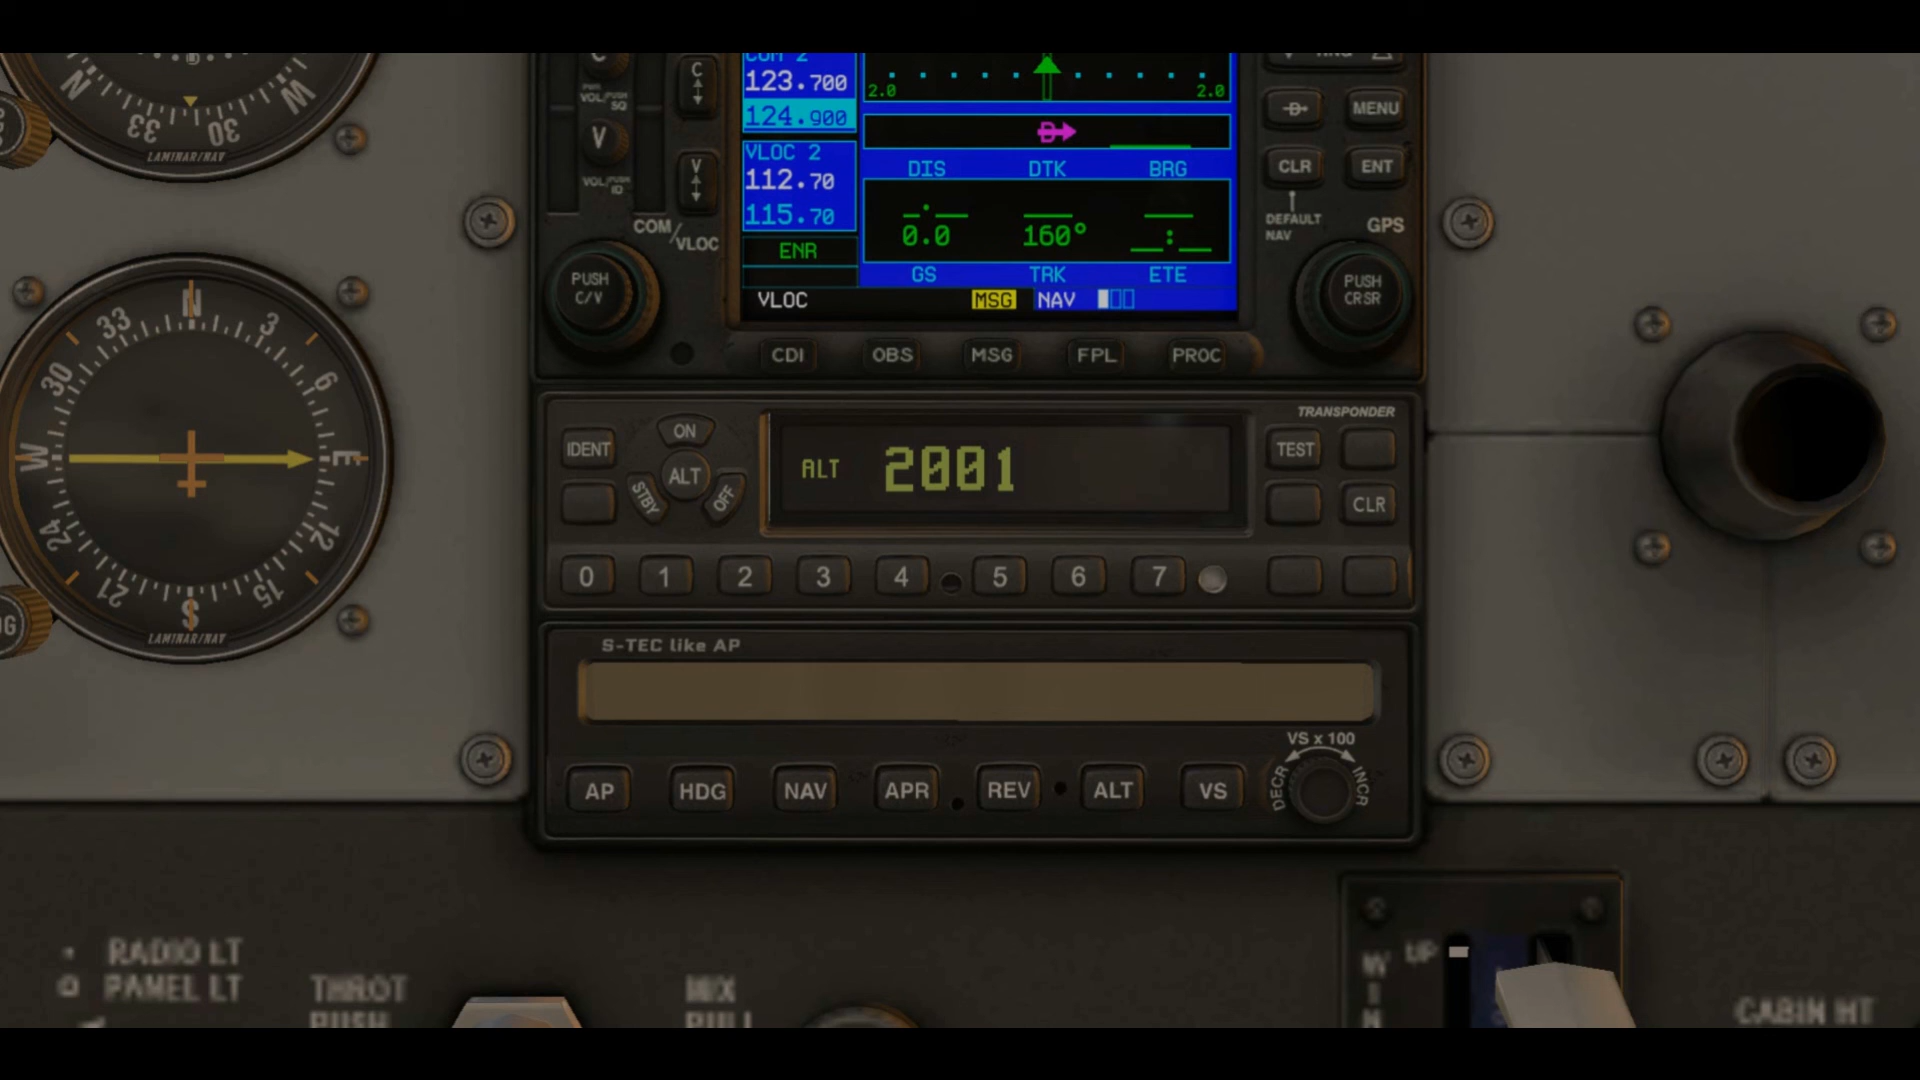 N
33
30
W
LAMINAR/NAV
C
VOL/PUSH SQ
V
VOL/PUSH ID
C
V
COM/VLOC
PUSH
C/V
COM 2
123.700
124.900
VLOC 2
112.70
115.70
ENR
VLOC
MSG
NAV
2.0
2.0
DIS
DTK
BRG
0.0
160°
GS
TRK
ETE
RNG
MENU
CLR
ENT
DEFAULT
NAV
GPS
PUSH
CRSR
CDI
OBS
MSG
FPL
PROC
N
3
6
E
12
15
S
21
24
W
30
33
LAMINAR/NAV
TRANSPONDER
IDENT
ON
ALT
STBY
OFF
ALT 2001
TEST
CLR
0 1 2 3 4 5 6 7
S-TEC like AP
VS x 100
DECR
INCR
AP
HDG
NAV
APR
REV
ALT
VS
RADIO LT
PANEL LT
THROT
PUSH
MIX
PULL
UP
CABIN HT